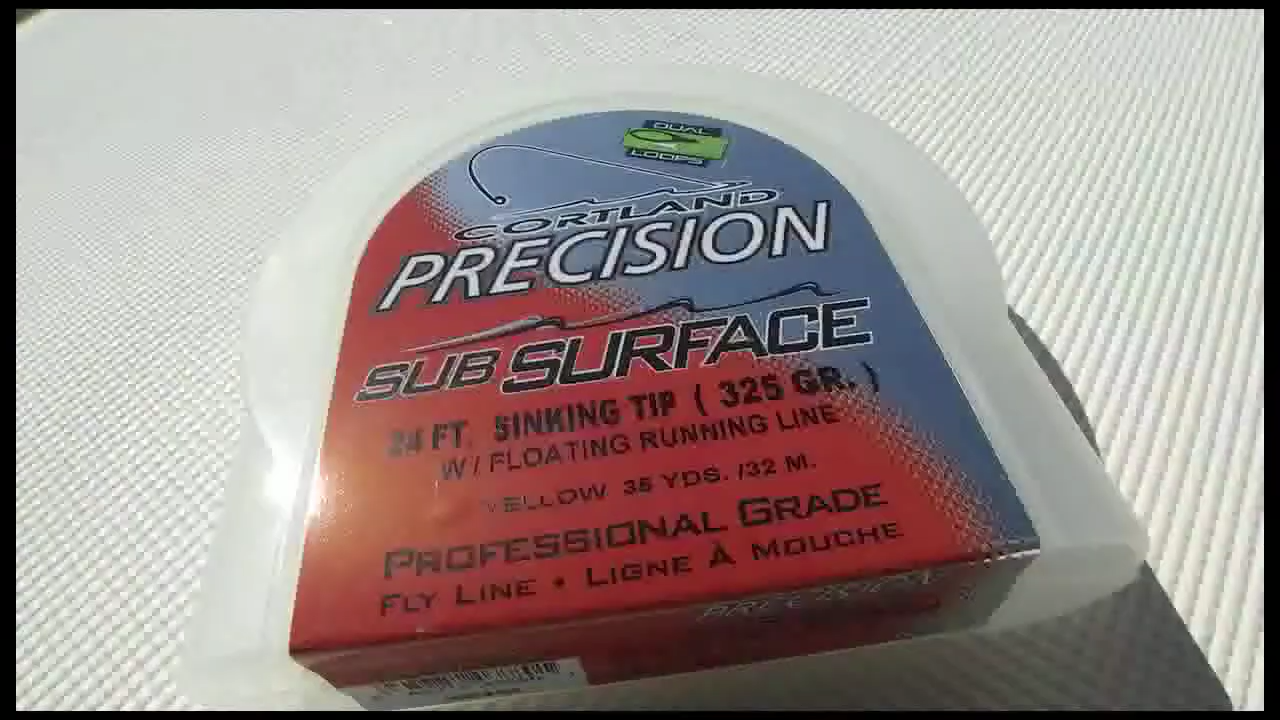 DUAL
LOOPS
CORTLAND
PRECISION
SUB SURFACE
24 FT. SINKING TIP ( 325 GR. )
W/ FLOATING RUNNING LINE
YELLOW 35 YDS. /32 M.
PROFESSIONAL GRADE
FLY LINE • LIGNE À MOUCHE
PRECISION